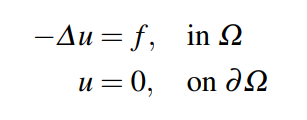 −Δu = f, in Ω
u = 0, on ∂Ω